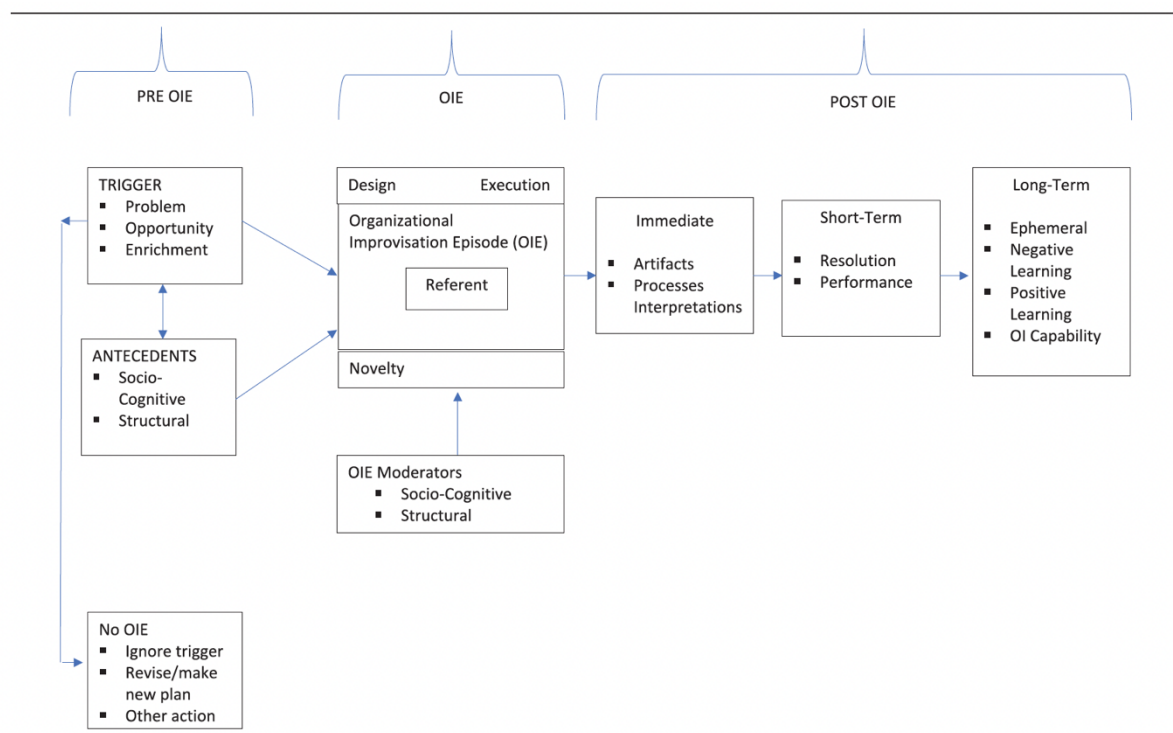 PRE OIE
OIE
POST OIE
TRIGGER
▪ Problem
▪ Opportunity
▪ Enrichment
ANTECEDENTS
▪ Socio-
Cognitive
▪ Structural
No OIE
▪ Ignore trigger
▪ Revise/make
new plan
▪ Other action
Design Execution
Organizational
Improvisation Episode (OIE)
Referent
Novelty
OIE Moderators
▪ Socio-Cognitive
▪ Structural
Immediate
▪ Artifacts
▪ Processes
Interpretations
Short-Term
▪ Resolution
▪ Performance
Long-Term
▪ Ephemeral
▪ Negative
Learning
▪ Positive
Learning
▪ OI Capability